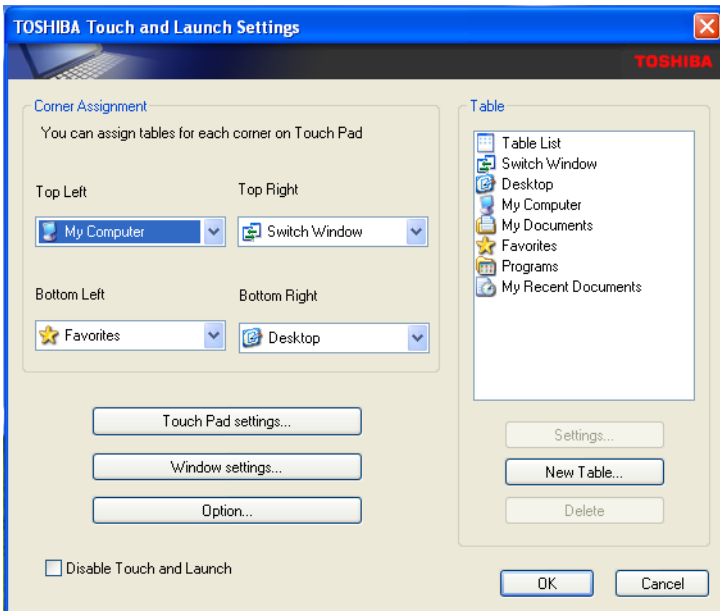 TOSHIBA Touch and Launch Settings
TOSHIBA
Corner Assignment
You can assign tables for each corner on Touch Pad
Top Left
Top Right
My Computer
Switch Window
Bottom Left
Bottom Right
Favorites
Desktop
Touch Pad settings...
Window settings...
Option...
Disable Touch and Launch
Table
Table List
Switch Window
Desktop
My Computer
My Documents
Favorites
Programs
My Recent Documents
Settings...
New Table...
Delete
OK
Cancel